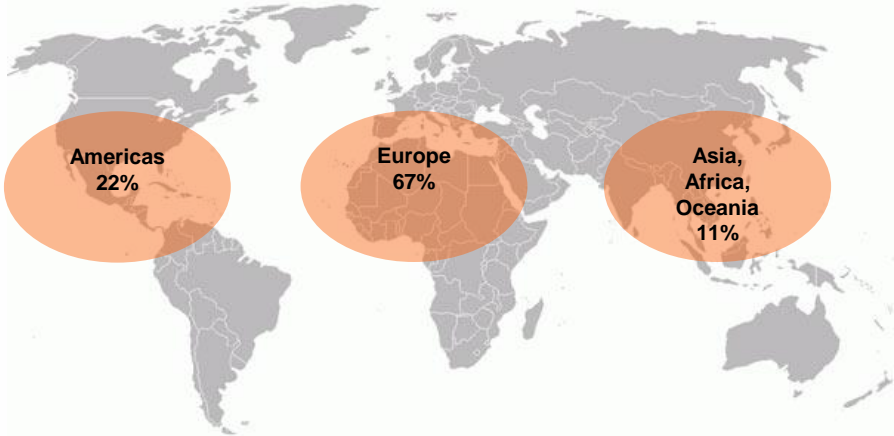 Americas
22%
Europe
67%
Asia,
Africa,
Oceania
11%